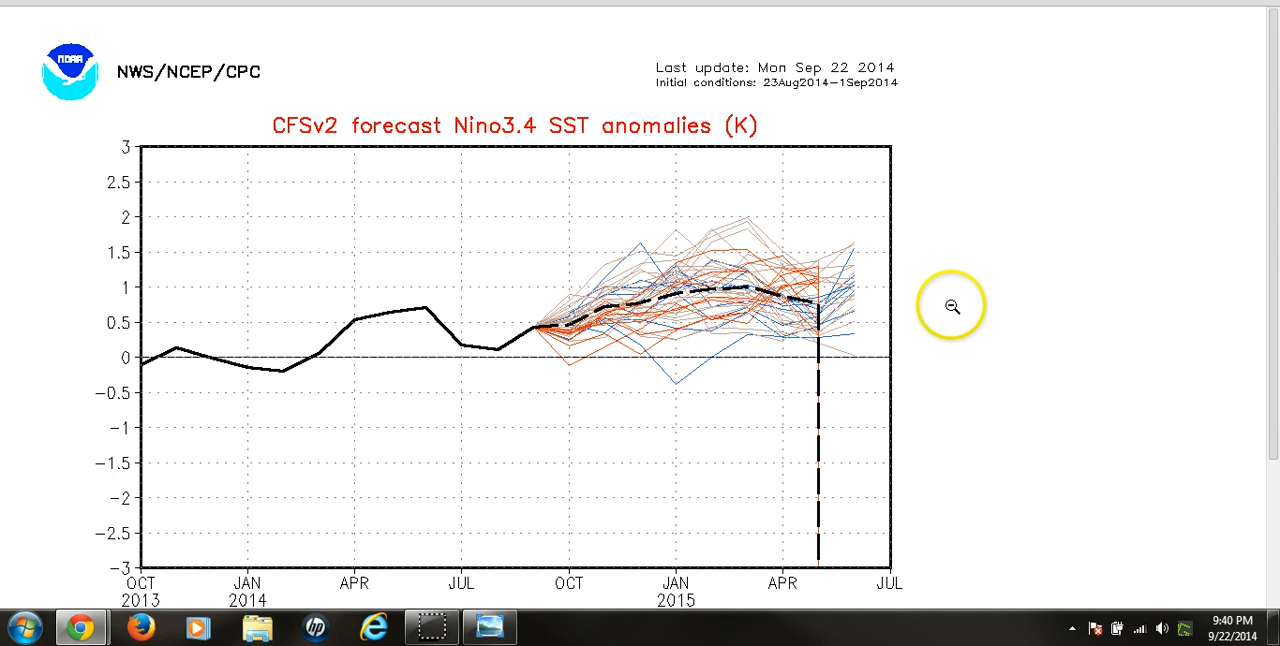 NOAA
NWS/NCEP/CPC
Last update: Mon Sep 22 2014
Initial conditions: 23Aug2014-1Sep2014
CFSv2 forecast Nino3.4 SST anomalies (K)
3
2.5
2
1.5
1
0.5
0
-0.5
-1
-1.5
-2
-2.5
-3
OCT JAN APR JUL OCT JAN APR JUL
2013 2014 2015
hp
9:40 PM
9/22/2014